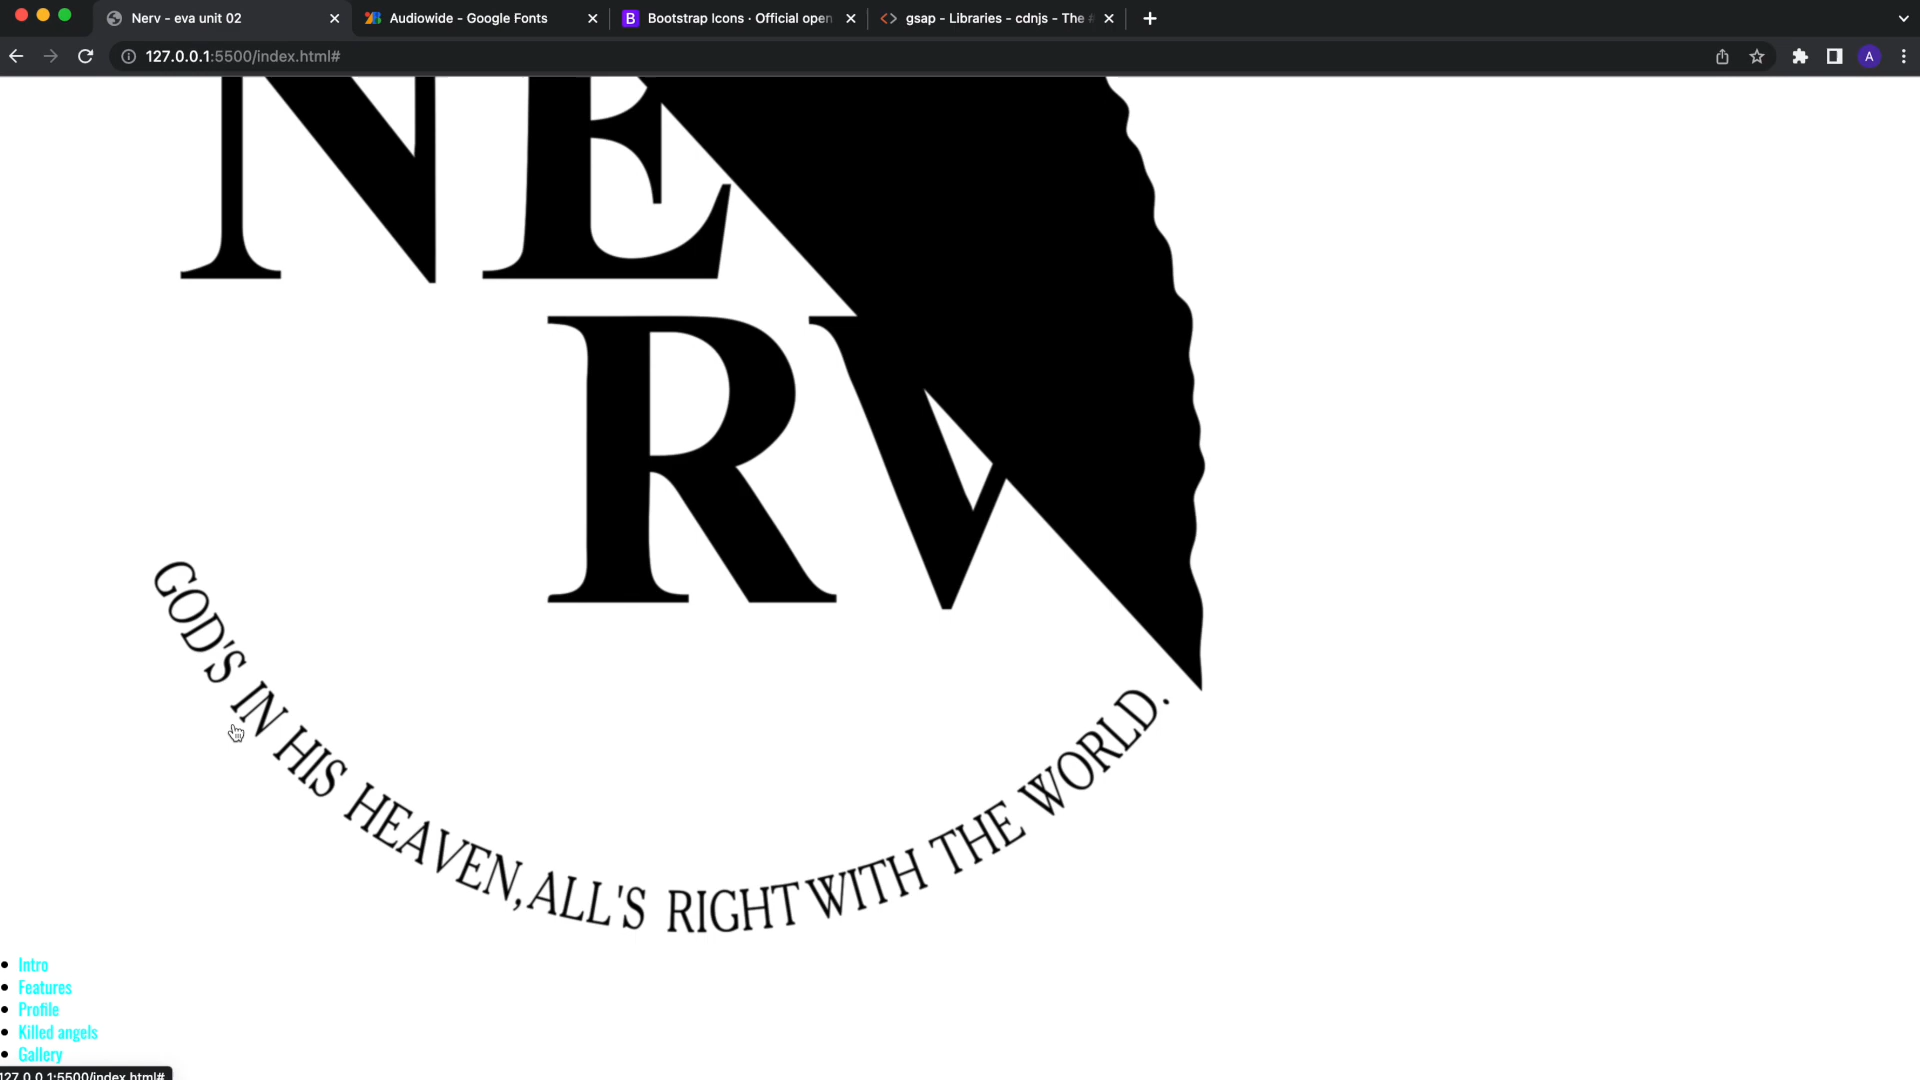 Nerv - eva unit 02
Audiowide - Google Fonts
B
Bootstrap Icons · Official open
<> gsap - Libraries - cdnjs - The #
127.0.0.1:5500/index.html#
A
NE
RV
GOD'S IN HIS HEAVEN, ALL'S RIGHT WITH THE WORLD.
• Intro
• Features
• Profile
• Killed angels
• Gallery
127.0.0.1:5500/index.html#